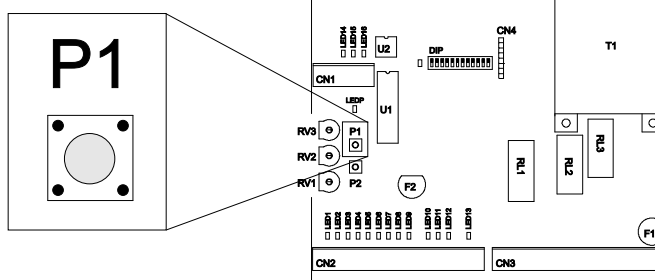 P1
LED14
LED15
LED16
U2
DIP
CN4
T1
CN1
LEDP
U1
RV3
P1
RV2
RV1
P2
F2
RL1
RL2
RL3
F1
LED1
LED2
LED3
LED4
LED5
LED6
LED7
LED8
LED9
LED10
LED11
LED12
LED13
CN2
CN3